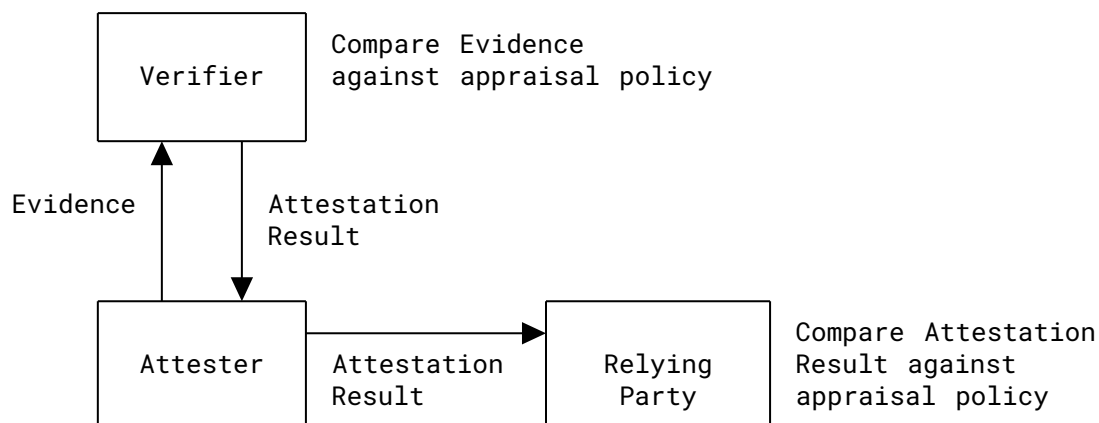 Verifier
Compare Evidence
against appraisal policy
Evidence
Attestation
Result
Attester
Attestation
Result
Relying
Party
Compare Attestation
Result against
appraisal policy